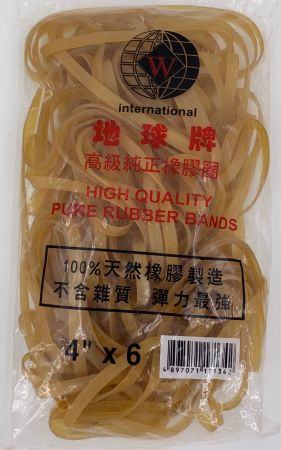 W
international
地球牌
高級純正橡膠圈
HIGH QUALITY
PURE RUBBER BANDS
100%天然橡膠製造
不含雜質 彈力最強
4" x 6